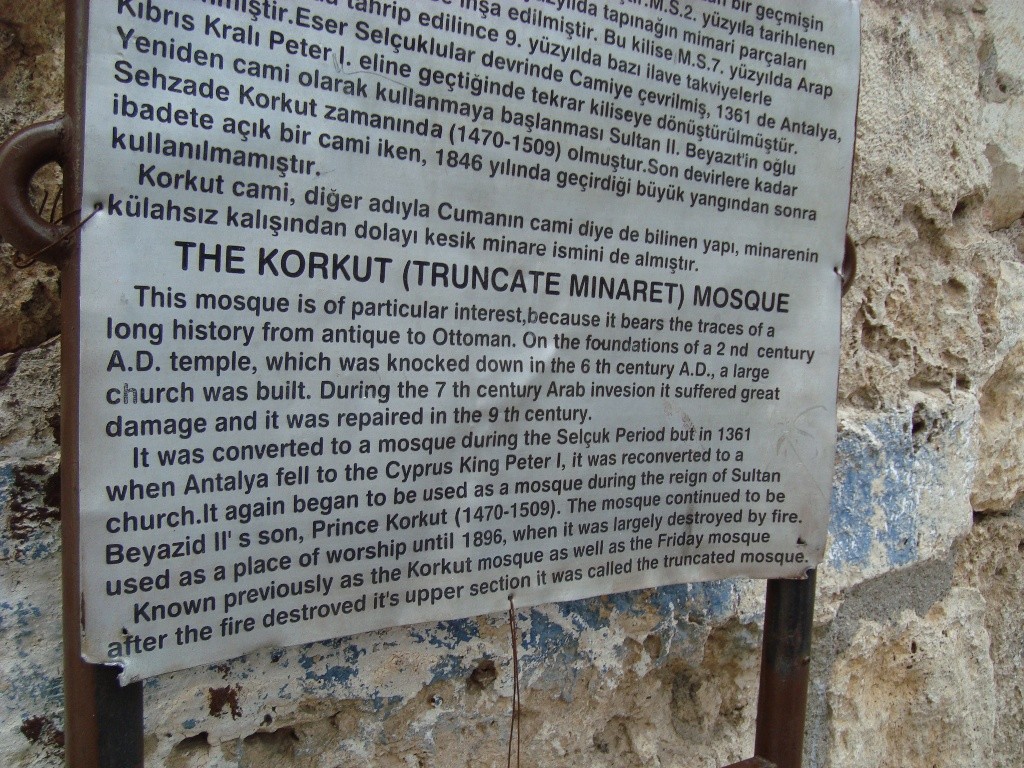 bir geçmişin
M.S.2. yüzyıla tarihlenen
yüzyılda tapınağın mimari parçaları
inşa edilmiştir. Bu kilise M.S.7. yüzyılda Arap
tahrip edilince 9. yüzyılda bazı ilave takviyelerle
Eser Selçuklular devrinde Camiye çevrilmiş, 1361 de Antalya,
Kıbrıs Kralı Peter I. eline geçtiğinde tekrar kiliseye dönüştürülmüştür.
Yeniden cami olarak kullanmaya başlanması Sultan II. Beyazıt'in oğlu
Sehzade Korkut zamanında (1470-1509) olmuştur.Son devirlere kadar
ibadete açık bir cami iken, 1846 yılında geçirdiği büyük yangından sonra
kullanılmamıştır.
Korkut cami, diğer adıyla Cumanın cami diye de bilinen yapı, minarenin
külahsız kalışından dolayı kesik minare ismini de almıştır.
THE KORKUT (TRUNCATE MINARET) MOSQUE
This mosque is of particular interest,because it bears the traces of a
long history from antique to Ottoman. On the foundations of a 2 nd century
A.D. temple, which was knocked down in the 6 th century A.D., a large
church was built. During the 7 th century Arab invesion it suffered great
damage and it was repaired in the 9 th century.
It was converted to a mosque during the Selçuk Period but in 1361
when Antalya fell to the Cyprus King Peter I, it was reconverted to a
church.It again began to be used as a mosque during the reign of Sultan
Beyazid II' s son, Prince Korkut (1470-1509). The mosque continued to be
used as a place of worship until 1896, when it was largely destroyed by fire.
Known previously as the Korkut mosque as well as the Friday mosque
after the fire destroved it's upper section it was called the truncated mosque.